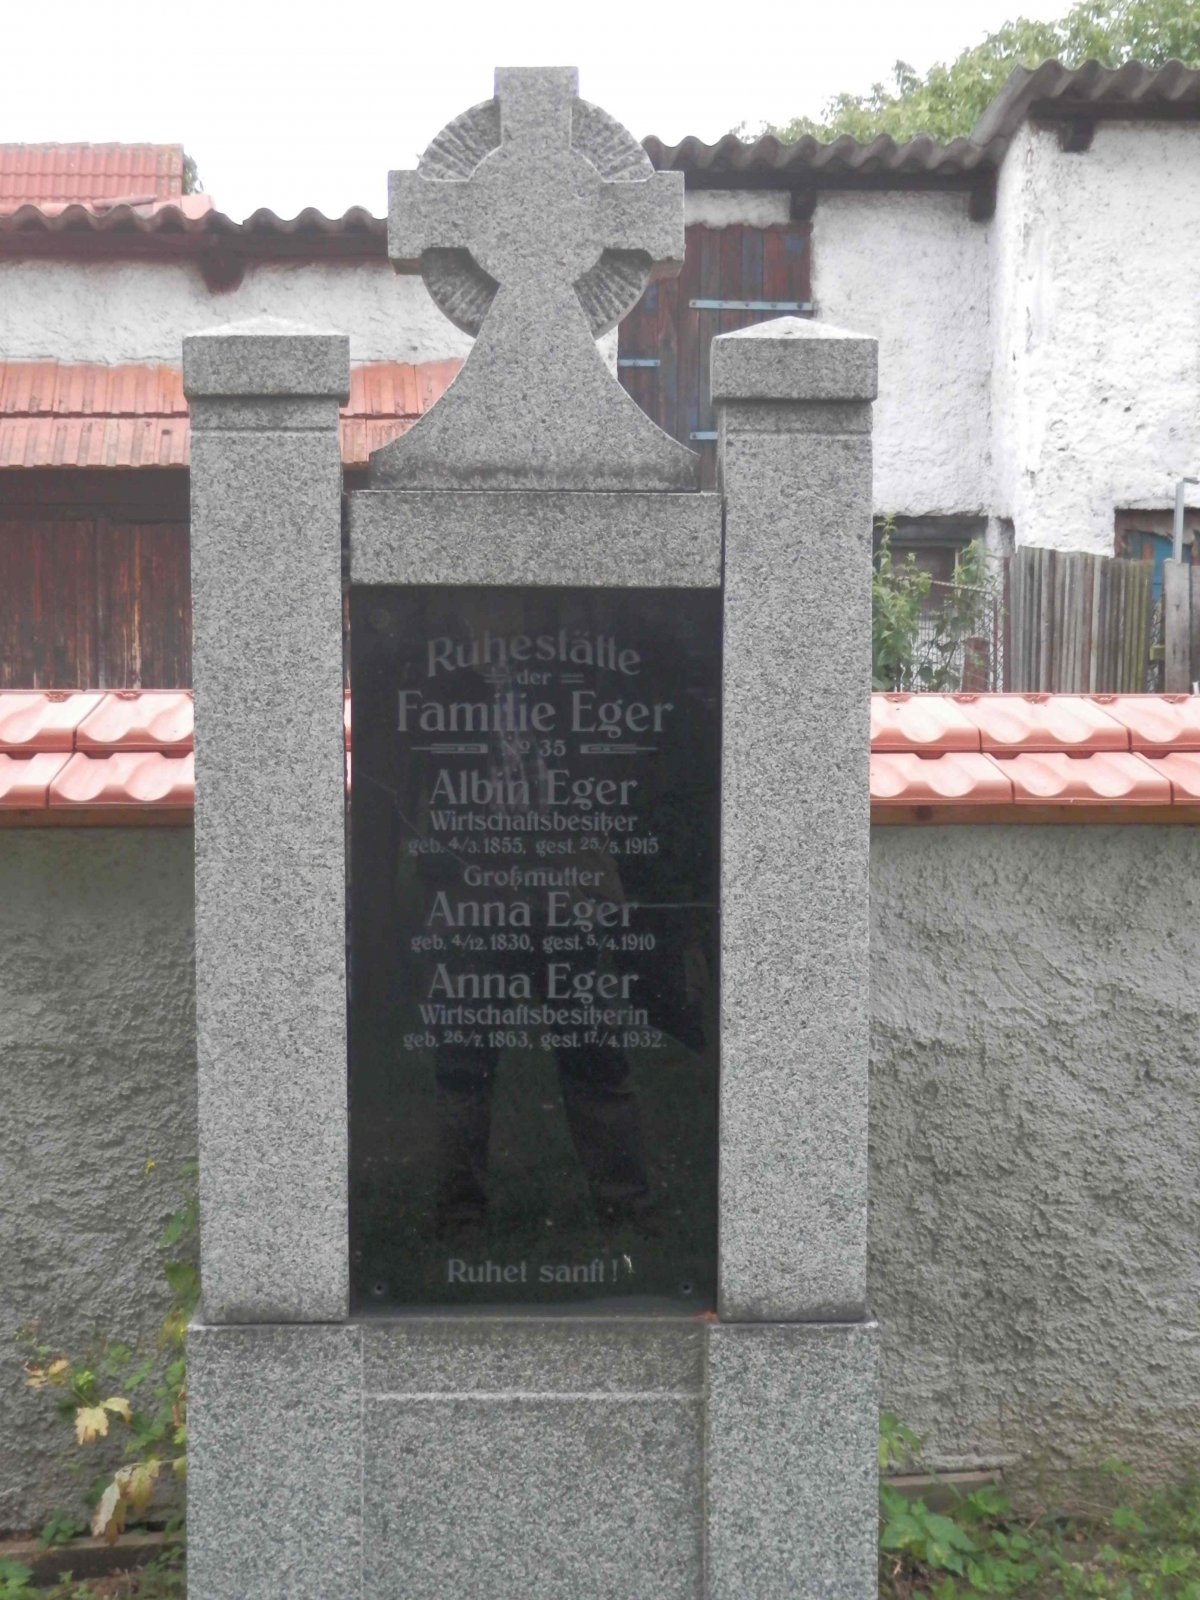 Ruhestätte
der
Familie Eger
No 35
Albin Eger
Wirtschaftsbesitzer
geb. 4/3. 1855, gest. 25/5. 1915
Großmutter
Anna Eger
geb. 4/12. 1830, gest. 5/4. 1910
Anna Eger
Wirtschaftsbesitzerin
geb. 26/7. 1863, gest. 17/4. 1932.
Ruhet sanft!